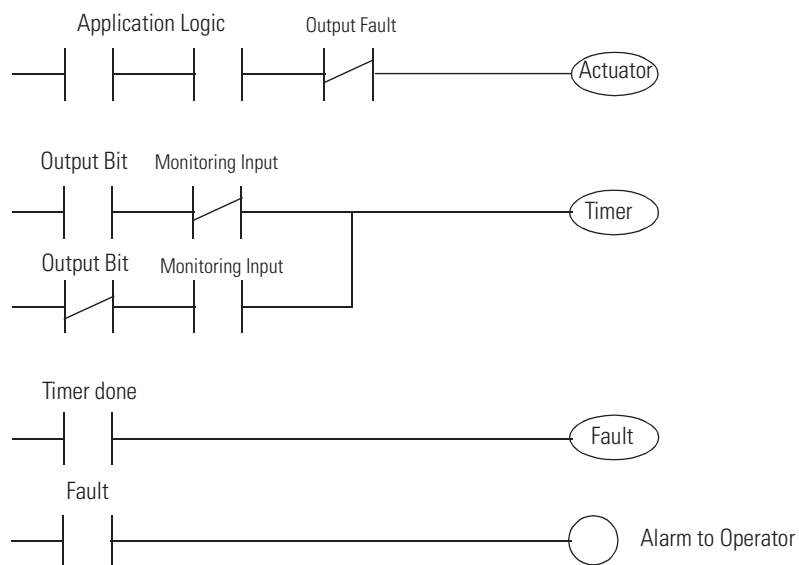 Application Logic Output Fault
Actuator
Output Bit Monitoring Input
Timer
Output Bit Monitoring Input
Timer done
Fault
Fault
Alarm to Operator